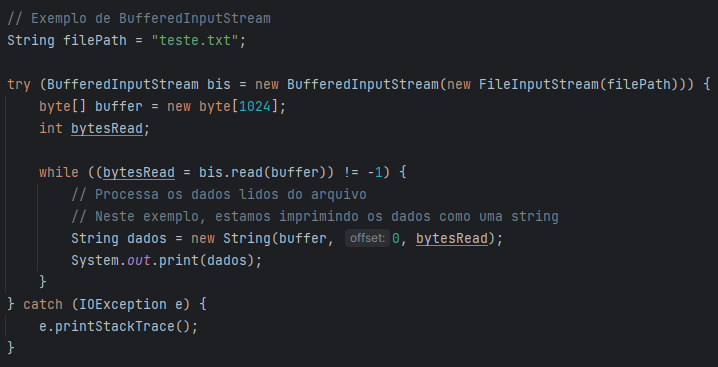 // Exemplo de BufferedInputStream
String filePath = "teste.txt";
try (BufferedInputStream bis = new BufferedInputStream(new FileInputStream(filePath))) {
    byte[] buffer = new byte[1024];
    int bytesRead;
    while ((bytesRead = bis.read(buffer)) != -1) {
        // Processa os dados lidos do arquivo
        // Neste exemplo, estamos imprimindo os dados como uma string
        String dados = new String(buffer, offset: 0, bytesRead);
        System.out.print(dados);
    }
} catch (IOException e) {
    e.printStackTrace();
}